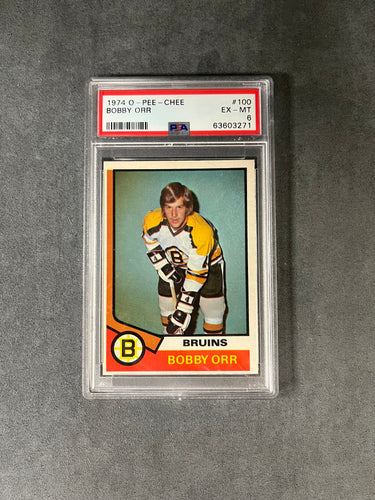 1974 O-PEE-CHEE #100
BOBBY ORR EX-MT
6
PSA 63603271
B
B
BRUINS
BOBBY ORR